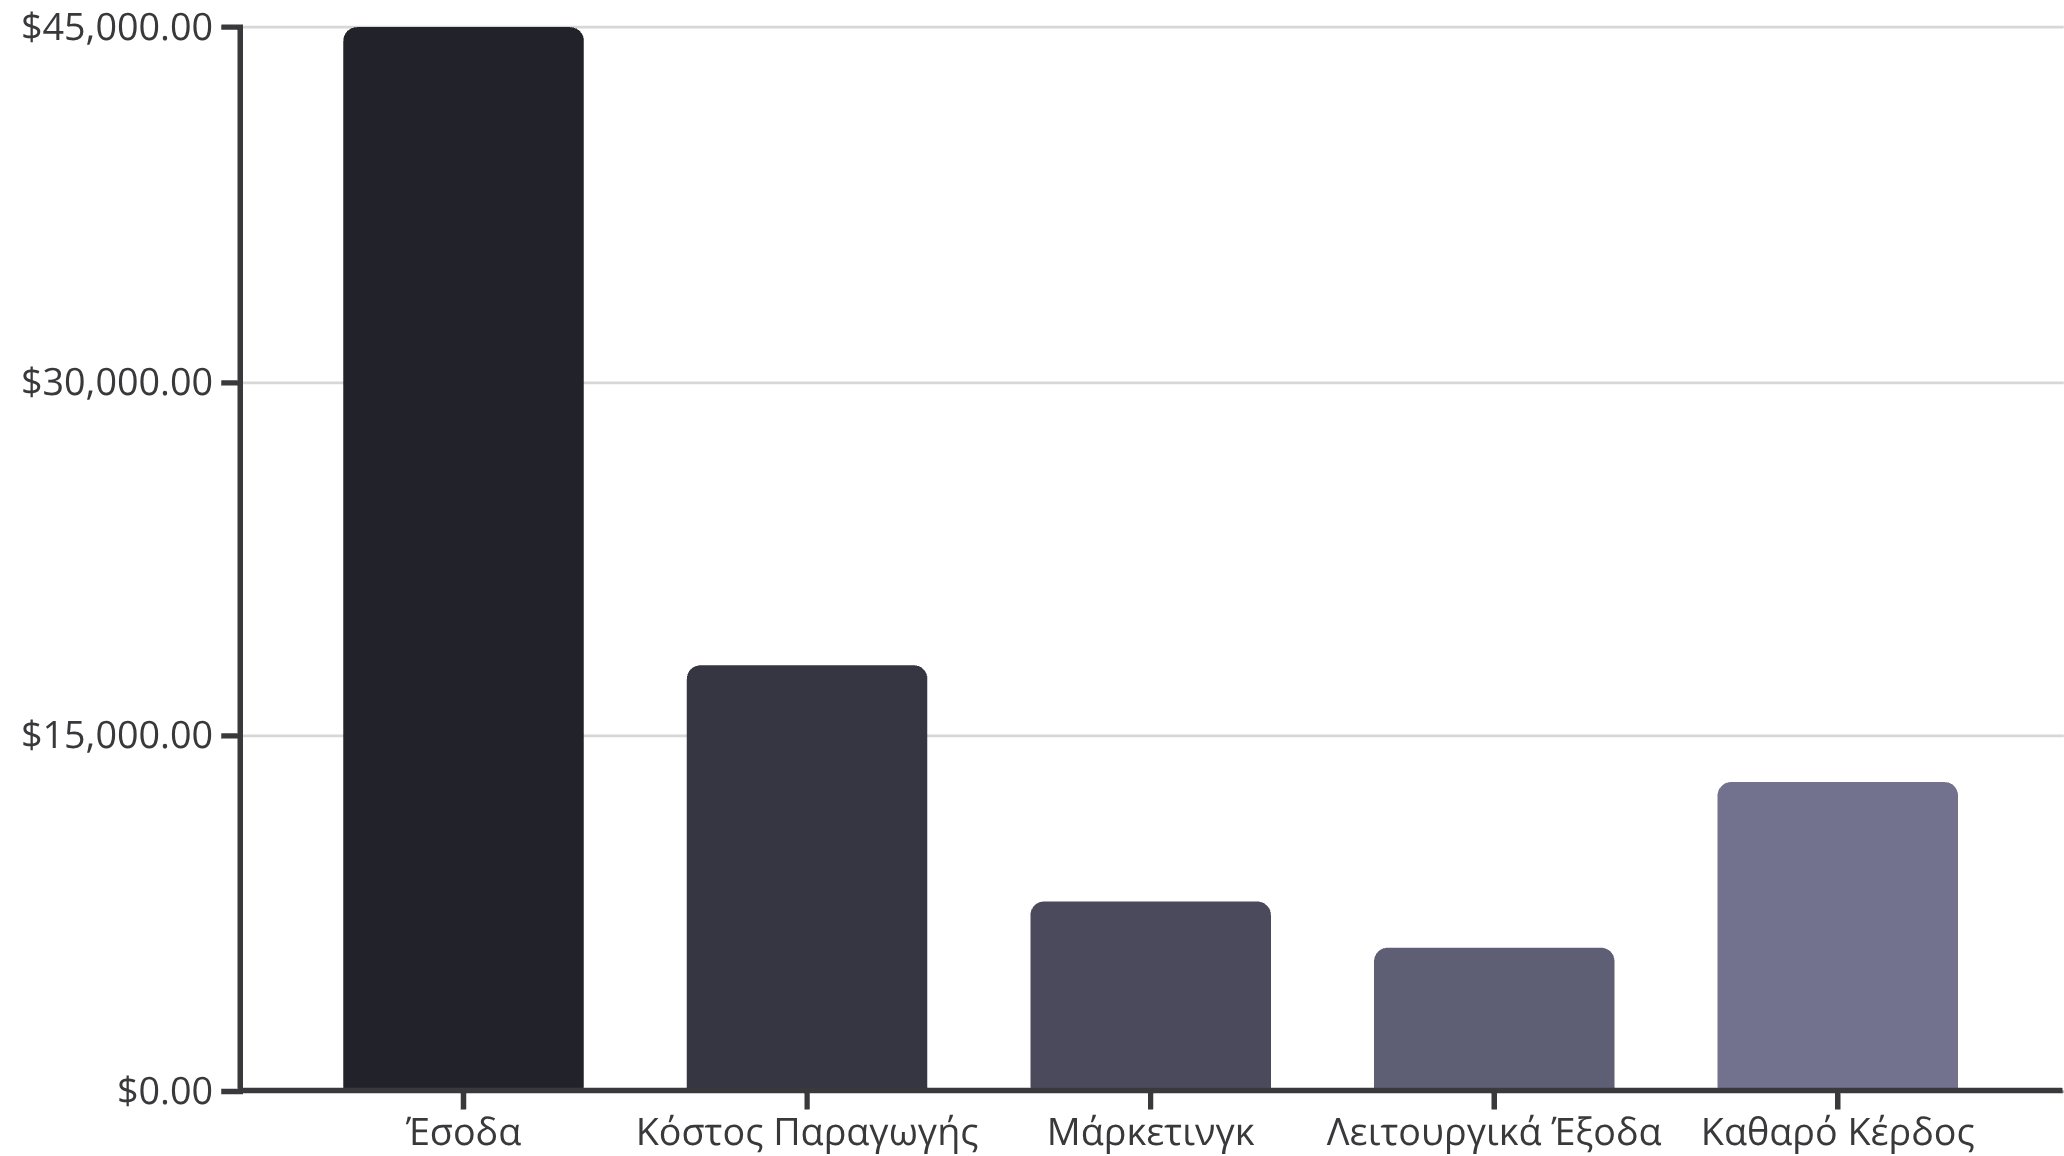 $45,000.00
$30,000.00
$15,000.00
$0.00
Έσοδα
Κόστος Παραγωγής
Μάρκετινγκ
Λειτουργικά Έξοδα
Καθαρό Κέρδος